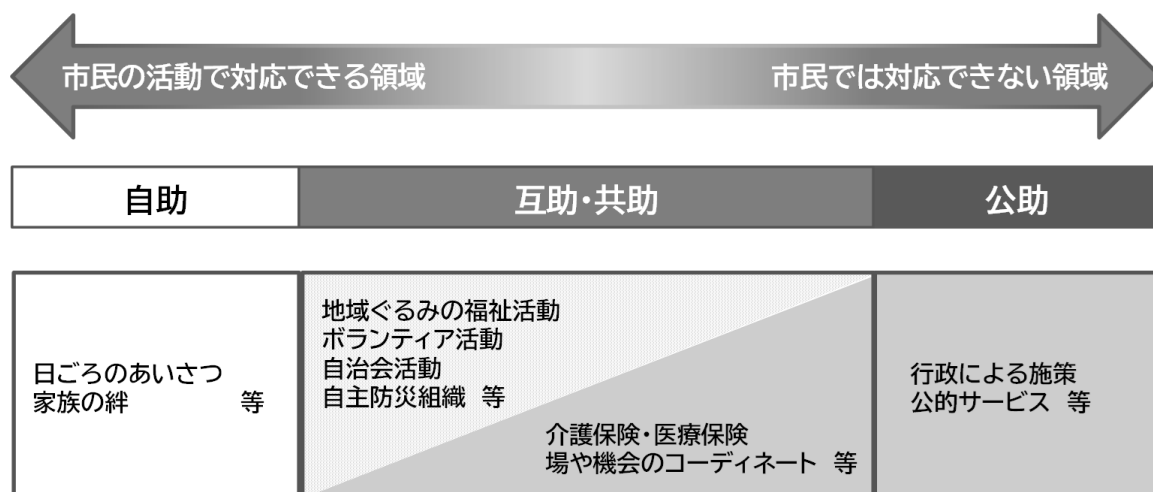 市民の活動で対応できる領域
市民では対応できない領域
自助
互助・共助
公助
日ごろのあいさつ
家族の絆 等
地域ぐるみの福祉活動
ボランティア活動
自治会活動
自主防災組織 等
介護保険・医療保険
場や機会のコーディネート 等
行政による施策
公的サービス 等